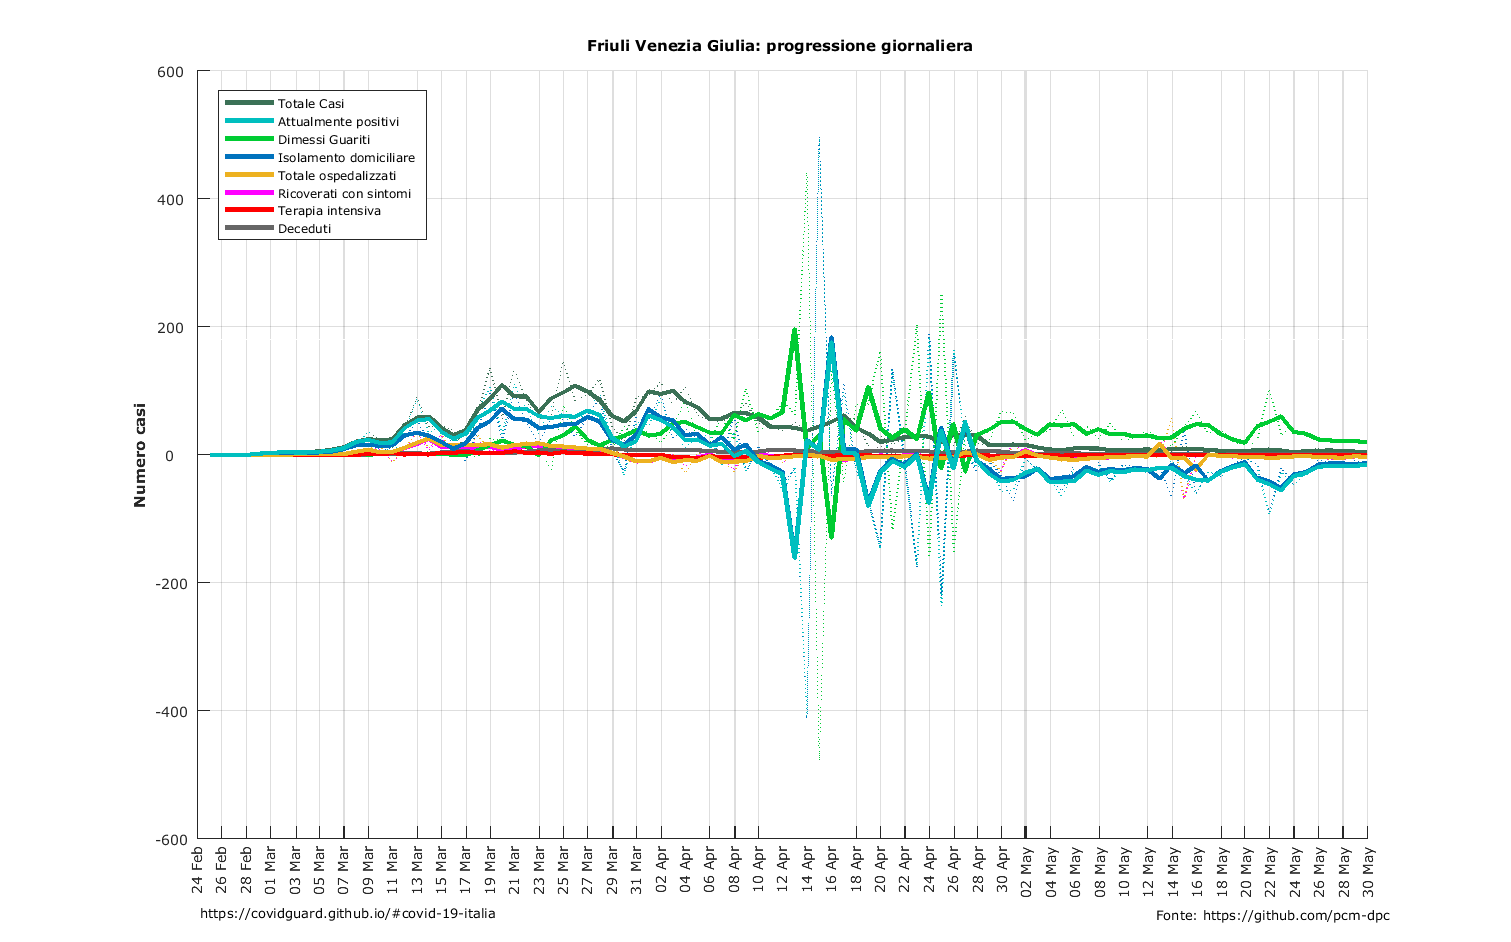 Friuli Venezia Giulia: progressione giornaliera
600
400
200
0
-200
-400
-600
Numero casi
Totale Casi
Attualmente positivi
Dimessi Guariti
Isolamento domiciliare
Totale ospedalizzati
Ricoverati con sintomi
Terapia intensiva
Deceduti
24 Feb
26 Feb
28 Feb
01 Mar
03 Mar
05 Mar
07 Mar
09 Mar
11 Mar
13 Mar
15 Mar
17 Mar
19 Mar
21 Mar
23 Mar
25 Mar
27 Mar
29 Mar
31 Mar
02 Apr
04 Apr
06 Apr
08 Apr
10 Apr
12 Apr
14 Apr
16 Apr
18 Apr
20 Apr
22 Apr
24 Apr
26 Apr
28 Apr
30 Apr
02 May
04 May
06 May
08 May
10 May
12 May
14 May
16 May
18 May
20 May
22 May
24 May
26 May
28 May
30 May
https://covidguard.github.io/#covid-19-italia
Fonte: https://github.com/pcm-dpc